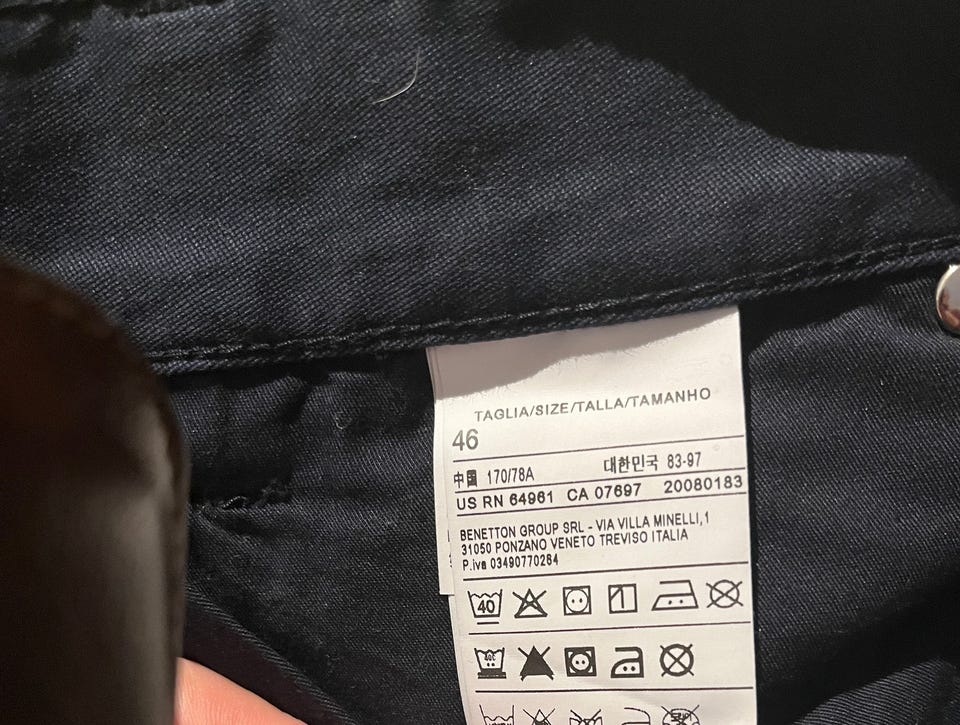 TAGLIA/SIZE/TALLA/TAMANHO
46
中国 170/78A 대한민국 83-97
US RN 64961 CA 07697 20080183
BENETTON GROUP SRL - VIA VILLA MINELLI,1
31050 PONZANO VENETO TREVISO ITALIA
P.iva 03490770264
40